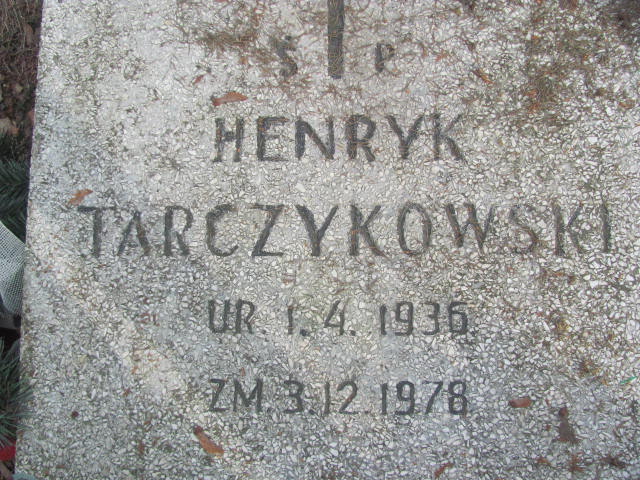 Ś P
HENRYK
TARCZYKOWSKI
UR. 1. 4. 1936
ZM. 3.12.1978